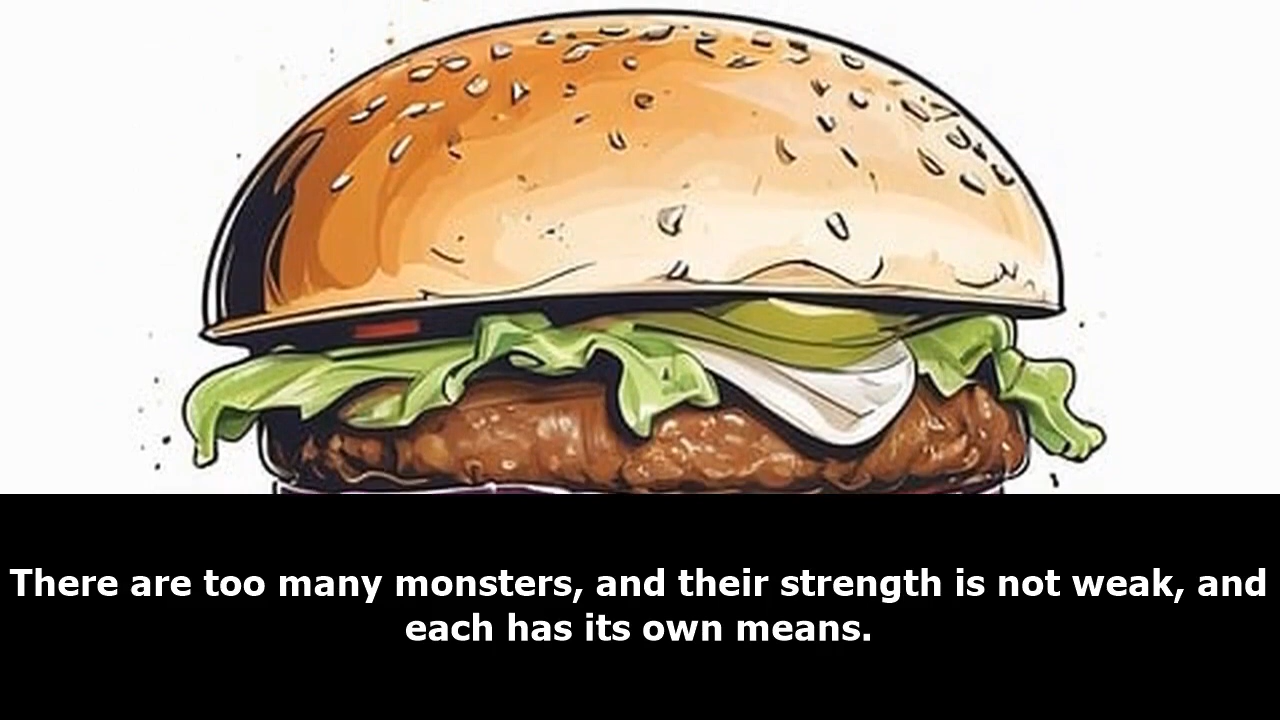 There are too many monsters, and their strength is not weak, and
each has its own means.